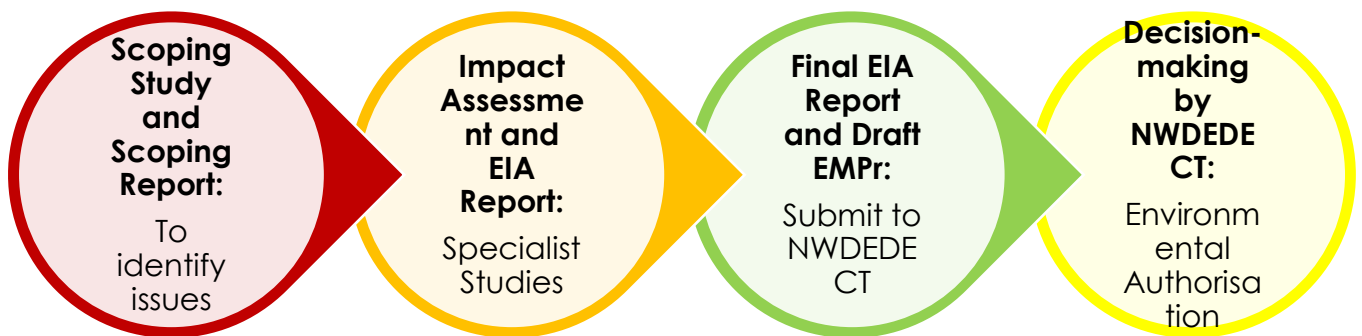 Scoping
Study
and
Scoping
Report:
To
identify
issues
Impact
Assessme
nt and
EIA
Report:
Specialist
Studies
Final EIA
Report
and Draft
EMPr:
Submit to
NWDEDE
CT
Decision-
making
by
NWDEDE
CT:
Environm
ental
Authorisa
tion